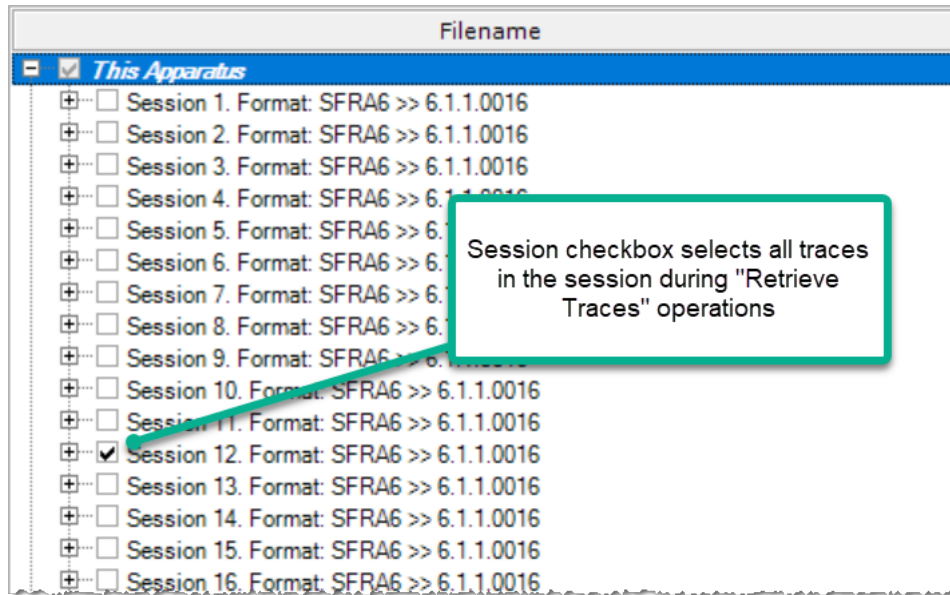 Filename
This Apparatus
Session 1. Format: SFRA6 >> 6.1.1.0016
Session 2. Format: SFRA6 >> 6.1.1.0016
Session 3. Format: SFRA6 >> 6.1.1.0016
Session 4. Format: SFRA6 >> 6.1.1.0016
Session 5. Format: SFRA6 >> 6.
Session 6. Format: SFRA6 >> 6.
Session 7. Format: SFRA6 >> 6.
Session 8. Format: SFRA6 >> 6.
Session 9. Format: SFRA6 >> 6.1.1.0016
Session 10. Format: SFRA6 >> 6.1.1.0016
Session 11. Format: SFRA6 >> 6.1.1.0016
Session 12. Format: SFRA6 >> 6.1.1.0016
Session 13. Format: SFRA6 >> 6.1.1.0016
Session 14. Format: SFRA6 >> 6.1.1.0016
Session 15. Format: SFRA6 >> 6.1.1.0016
Session 16. Format: SFRA6 >> 6.1.1.0016
Session checkbox selects all traces
in the session during "Retrieve
Traces" operations